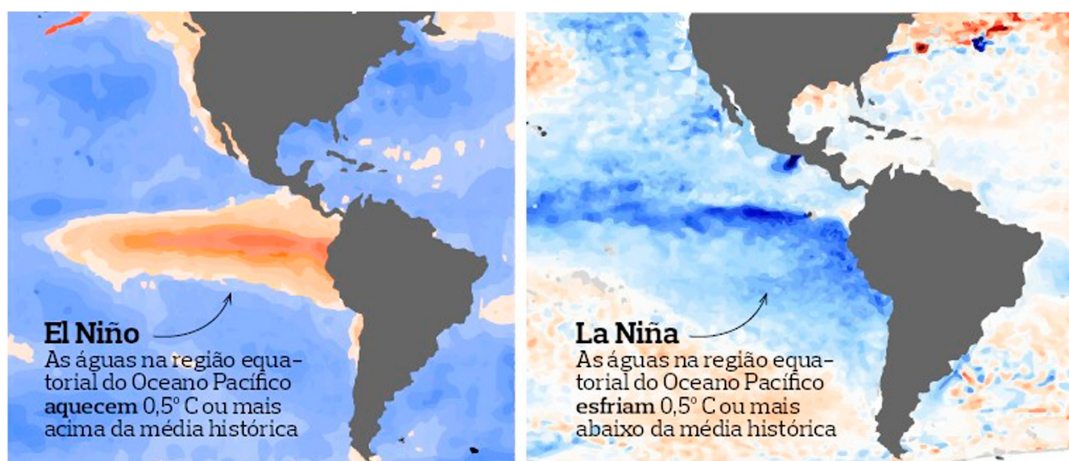 El Niño
As águas na região equa-
torial do Oceano Pacífico
aquecem 0,5º C ou mais
acima da média histórica
La Niña
As águas na região equa-
torial do Oceano Pacífico
esfriam 0,5º C ou mais
abaixo da média histórica